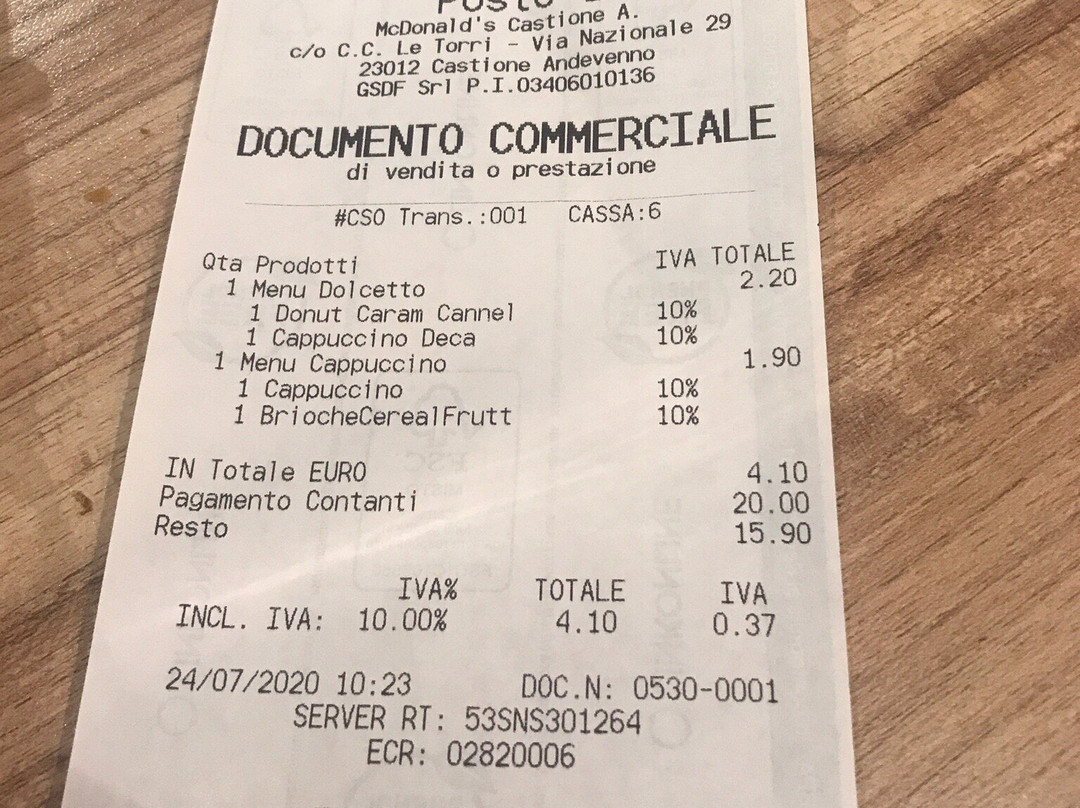 McDonald's Castione A.
c/o C.C. Le Torri - Via Nazionale 29
23012 Castione Andevenno
GSDF Srl P.I.03406010136
DOCUMENTO COMMERCIALE
di vendita o prestazione
#CSO Trans.:001 CASSA:6
Qta Prodotti IVA TOTALE
1 Menu Dolcetto 2.20
1 Donut Caram Cannel 10%
1 Cappuccino Deca 10%
1 Menu Cappuccino 1.90
1 Cappuccino 10%
1 BriocheCerealFrutt 10%
IN Totale EURO 4.10
Pagamento Contanti 20.00
Resto 15.90
IVA% TOTALE IVA
INCL. IVA: 10.00% 4.10 0.37
24/07/2020 10:23 DOC.N: 0530-0001
SERVER RT: 53SNS301264
ECR: 02820006